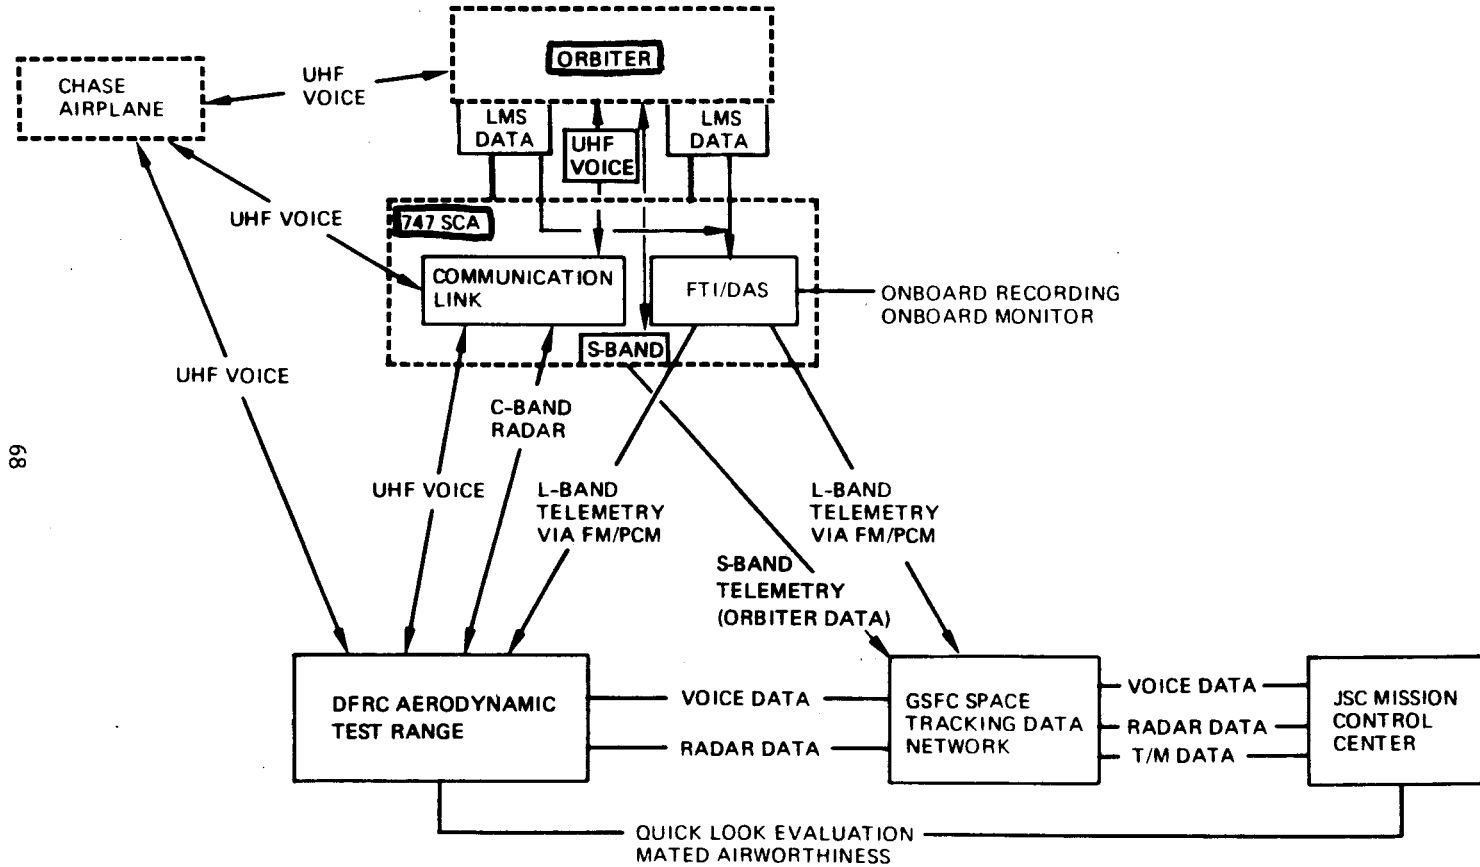 ORBITER
CHASE
AIRPLANE
UHF
VOICE
LMS
DATA
UHF
VOICE
LMS
DATA
UHF VOICE
747 SCA
COMMUNICATION
LINK
FTI/DAS
ONBOARD RECORDING
ONBOARD MONITOR
S-BAND
UHF VOICE
C-BAND
RADAR
UHF VOICE
L-BAND
TELEMETRY
VIA FM/PCM
L-BAND
TELEMETRY
VIA FM/PCM
S-BAND
TELEMETRY
(ORBITER DATA)
68
DFRC AERODYNAMIC
TEST RANGE
VOICE DATA
RADAR DATA
GSFC SPACE
TRACKING DATA
NETWORK
VOICE DATA
RADAR DATA
T/M DATA
JSC MISSION
CONTROL
CENTER
QUICK LOOK EVALUATION
MATED AIRWORTHINESS